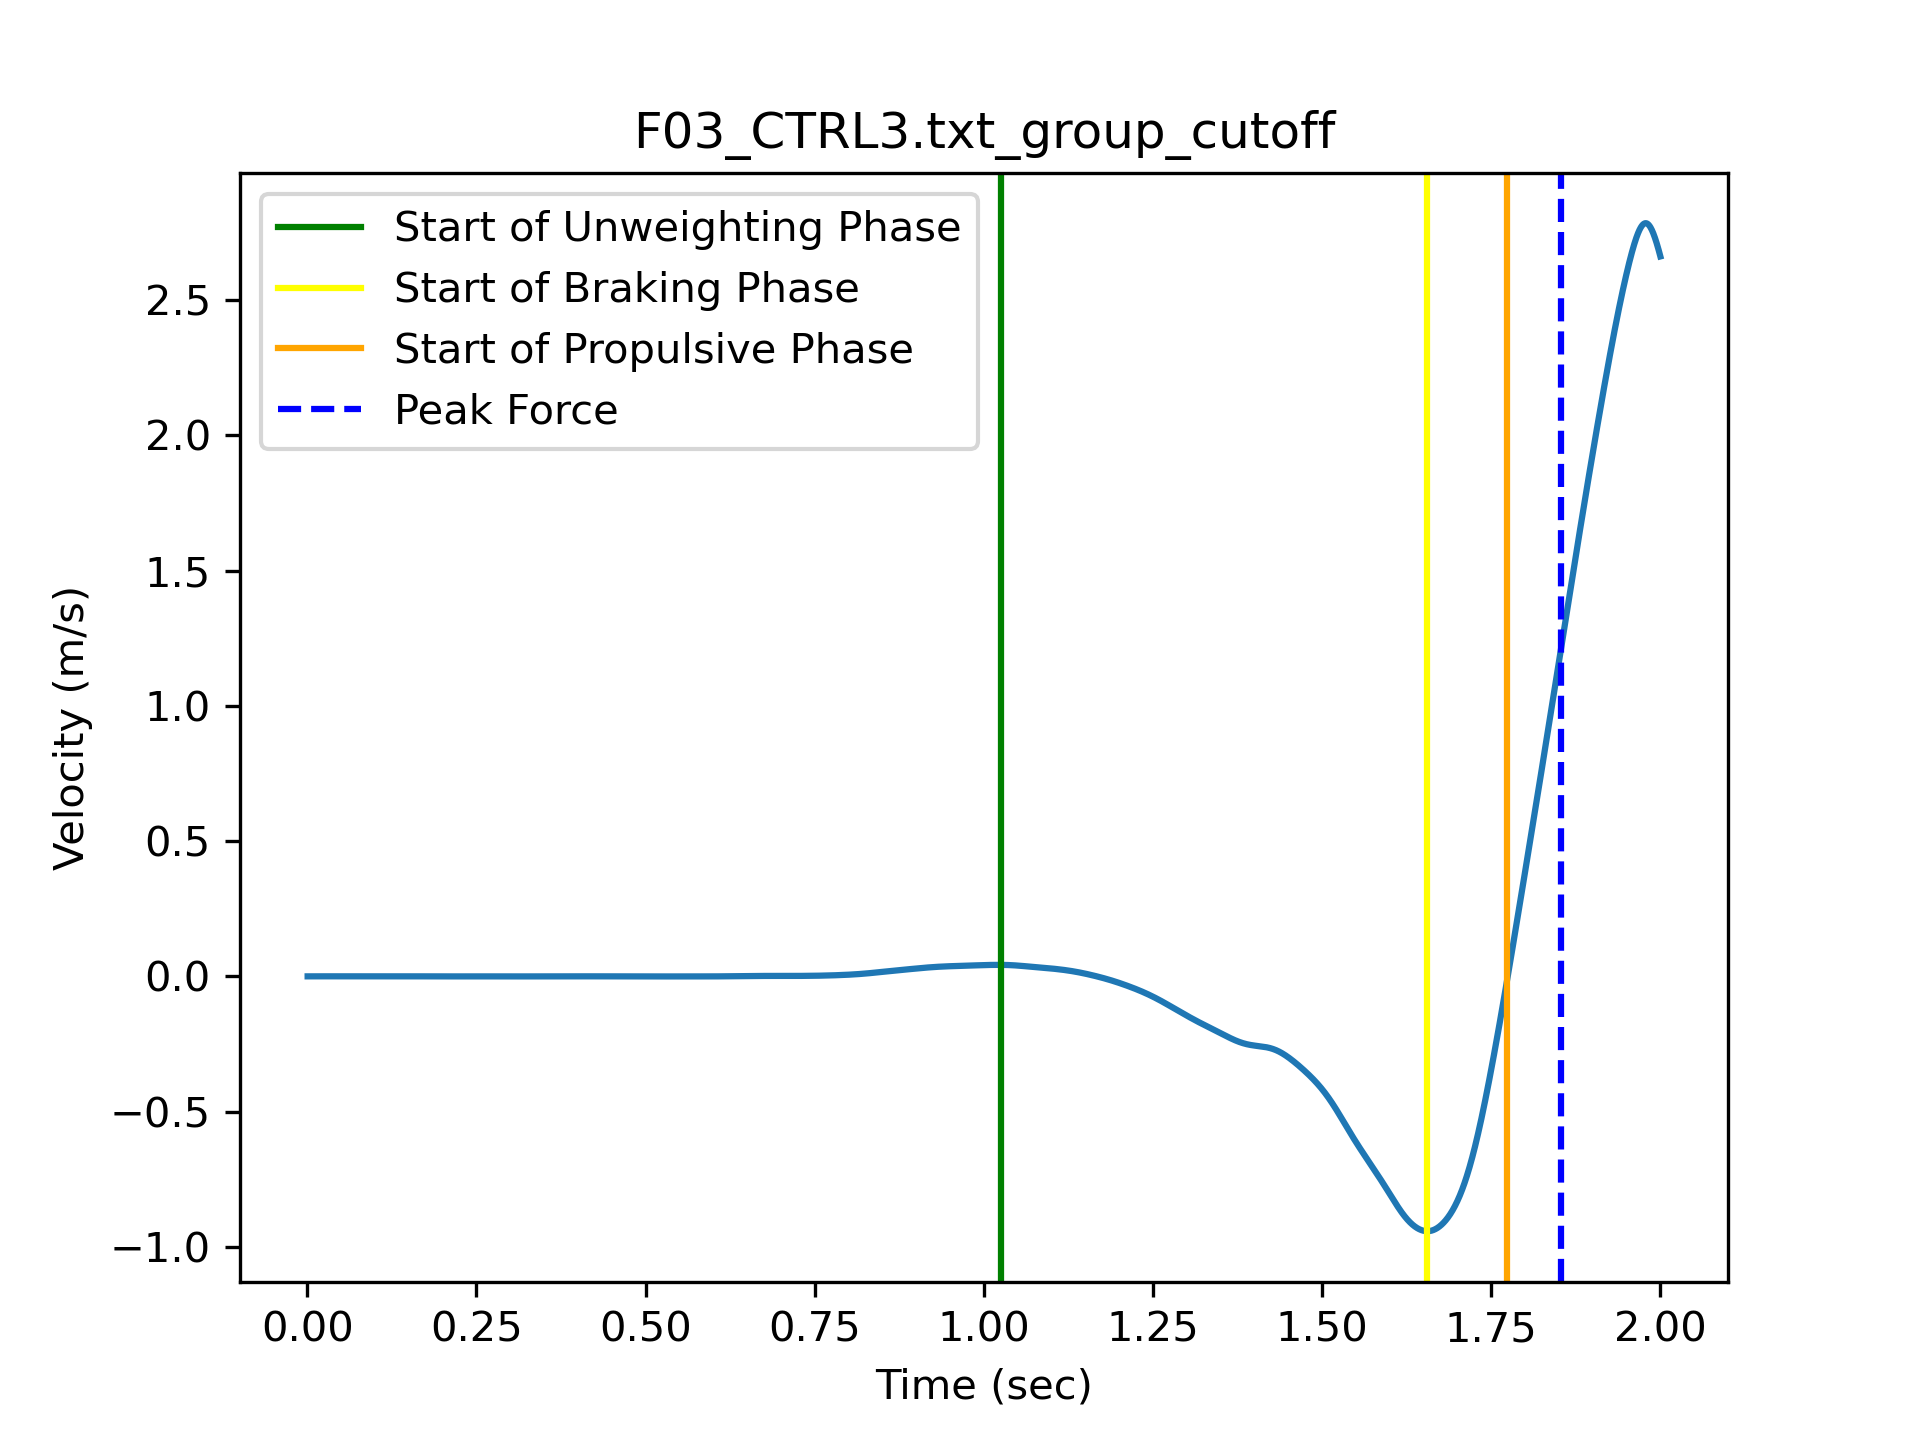 F03_CTRL3.txt_group_cutoff
Start of Unweighting Phase
Start of Braking Phase
Start of Propulsive Phase
Peak Force
Velocity (m/s)
2.5
2.0
1.5
1.0
0.5
0.0
−0.5
−1.0
0.00 0.25 0.50 0.75 1.00 1.25 1.50 1.75 2.00
Time (sec)